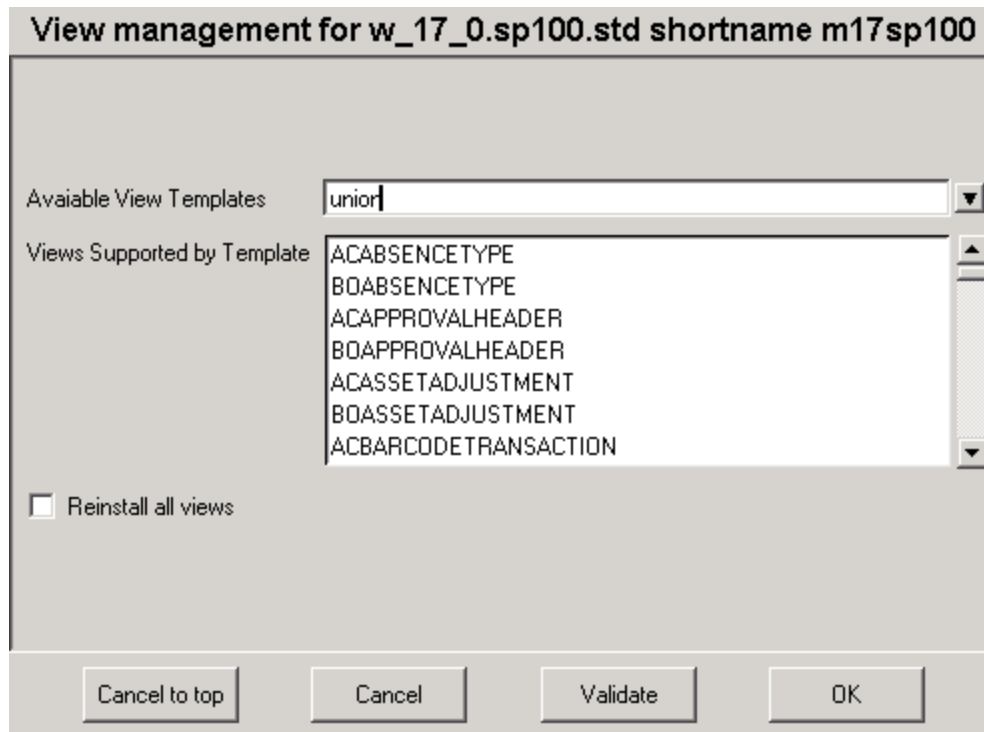 View management for w_17_0.sp100.std shortname m17sp100
Avaiable View Templates
union
Views Supported by Template
ACABSENCETYPE
BOABSENCETYPE
ACAPPROVALHEADER
BOAPPROVALHEADER
ACASSETADJUSTMENT
BOASSETADJUSTMENT
ACBARCODETRANSACTION
Reinstall all views
Cancel to top
Cancel
Validate
OK